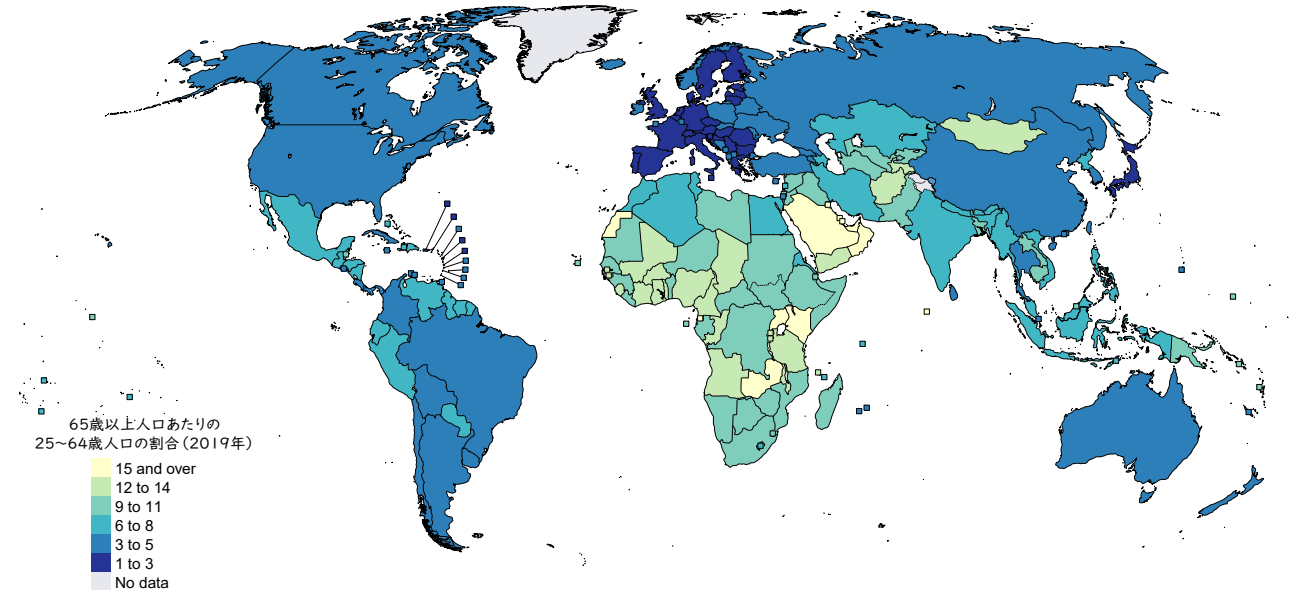 65歳以上人口あたりの
25~64歳人口の割合(2019年)
15 and over
12 to 14
9 to 11
6 to 8
3 to 5
1 to 3
No data